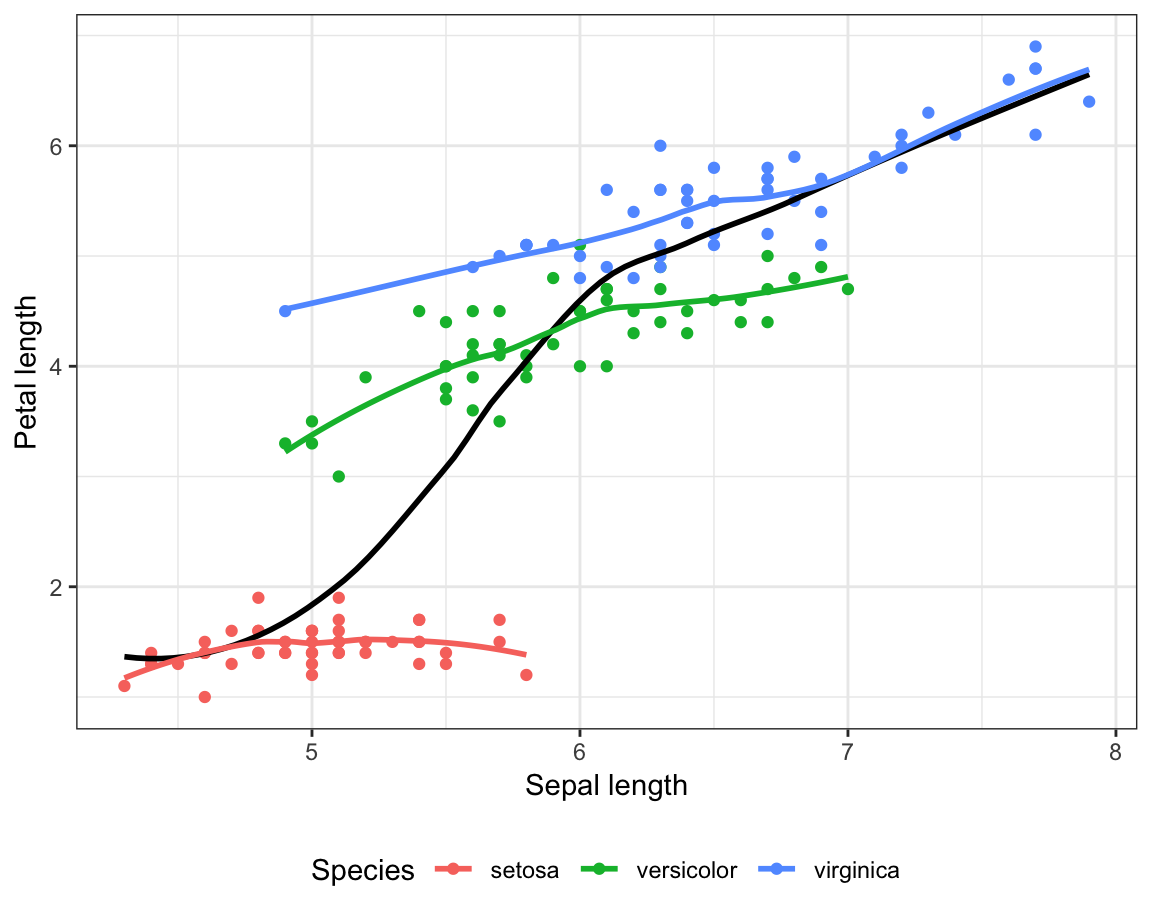 Petal length
6
4
2
5 6 7 8
Sepal length
Species setosa versicolor virginica